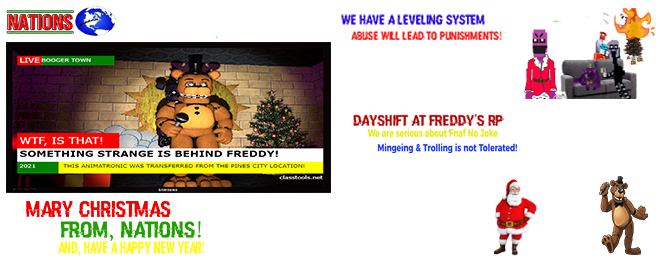 NATIONS
LIVE BOOGER TOWN
WTF, IS THAT!
SOMETHING STRANGE IS BEHIND FREDDY!
2021 THIS ANIMATRONIC WAS TRANSFERRED FROM THE PINES CITY LOCATION!
classtools.net
SAMSUNG
MARY CHRISTMAS
FROM, NATIONS!
AND, HAVE A HAPPY NEW YEAR!
WE HAVE A LEVELING SYSTEM
ABUSE WILL LEAD TO PUNISHMENTS!
DAYSHIFT AT FREDDY'S RP
We are serious about Fnaf No Joke
Mingeing & Trolling is not Tolerated!